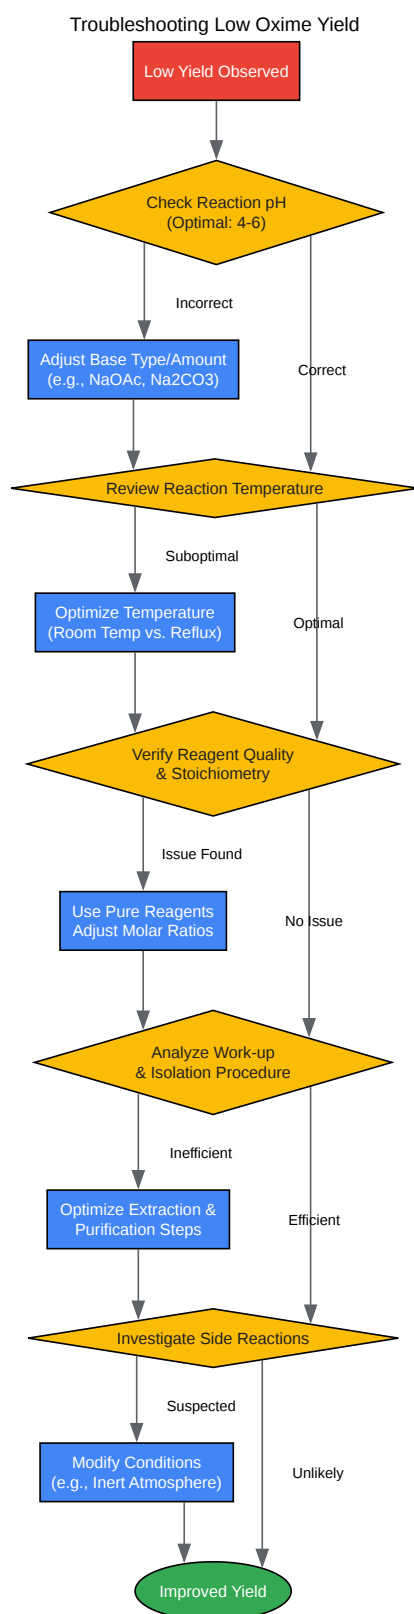 Troubleshooting Low Oxime Yield
Low Yield Observed
Check Reaction pH
(Optimal: 4-6)
Incorrect
Adjust Base Type/Amount
(e.g., NaOAc, Na2CO3)
Correct
Review Reaction Temperature
Suboptimal
Optimize Temperature
(Room Temp vs. Reflux)
Optimal
Verify Reagent Quality
& Stoichiometry
Issue Found
Use Pure Reagents
Adjust Molar Ratios
No Issue
Analyze Work-up
& Isolation Procedure
Inefficient
Optimize Extraction &
Purification Steps
Efficient
Investigate Side Reactions
Suspected
Modify Conditions
(e.g., Inert Atmosphere)
Unlikely
Improved Yield